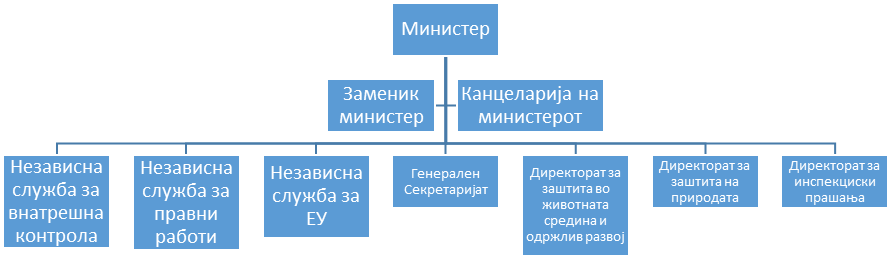 Министер
Заменик
министер
Канцеларија на
министерот
Независна
служба за
внатрешна
контрола
Независна
служба за
правни
работи
Независна
служба за
ЕУ
Генерален
Секретаријат
Директорат за
заштита во
животната
средина и
одржлив развој
Директорат за
заштита на
природата
Директорат за
инспекциски
прашања